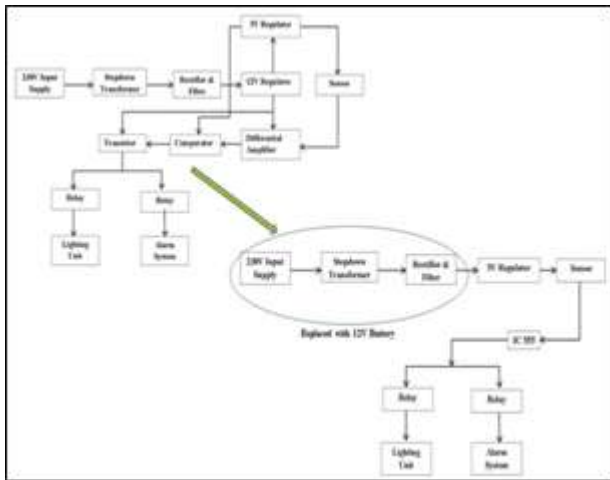 5V Regulator
230V Input
Supply
Stepdown
Transformer
Rectifier &
Filter
12V Regulator
Sensor
Transistor
Comparator
Differential
Amplifier
Relay
Relay
Lighting
Unit
Alarm
System
230V Input
Supply
Stepdown
Transformer
Rectifier &
Filter
5V Regulator
Sensor
Replaced with 12V Battery
IC 555
Relay
Relay
Lighting
Unit
Alarm
System